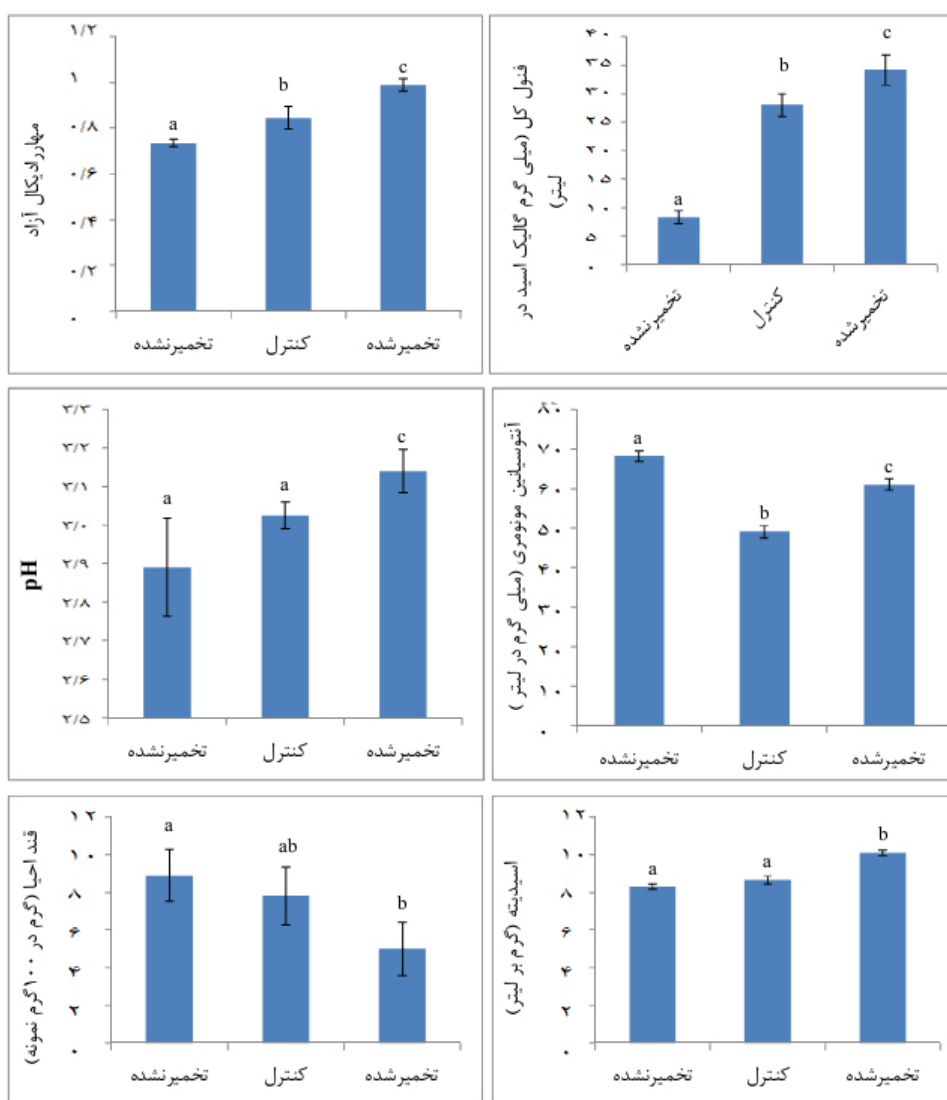 مهاررادیکال آزاد
۱/۲
۱
۰/۸
۰/۶
۰/۴
۰/۲
۰
a
b
c
تخمیرنشده
کنترل
تخمیرشده
فنول کل (میلی گرم گالیک اسید در
لیتر)
۴۰
۳۵
۳۰
۲۵
۲۰
۱۵
۱۰
۵
۰
a
b
c
تخمیرنشده
کنترل
تخمیرشده
pH
۳/۳
۳/۲
۳/۱
۳/۰
۲/۹
۲/۸
۲/۷
۲/۶
۲/۵
a
a
c
تخمیرنشده
کنترل
تخمیرشده
آنتوسیانین مونومری (میلی گرم در لیتر)
۸۰
۷۰
۶۰
۵۰
۴۰
۳۰
۲۰
۱۰
۰
a
b
c
تخمیرنشده
کنترل
تخمیرشده
قند احیا (گرم در ۱۰۰گرم نمونه)
۱۲
۱۰
۸
۶
۴
۲
۰
a
ab
b
تخمیرنشده
کنترل
تخمیرشده
اسیدیته (گرم بر لیتر)
۱۲
۱۰
۸
۶
۴
۲
۰
a
a
b
تخمیرنشده
کنترل
تخمیرشده